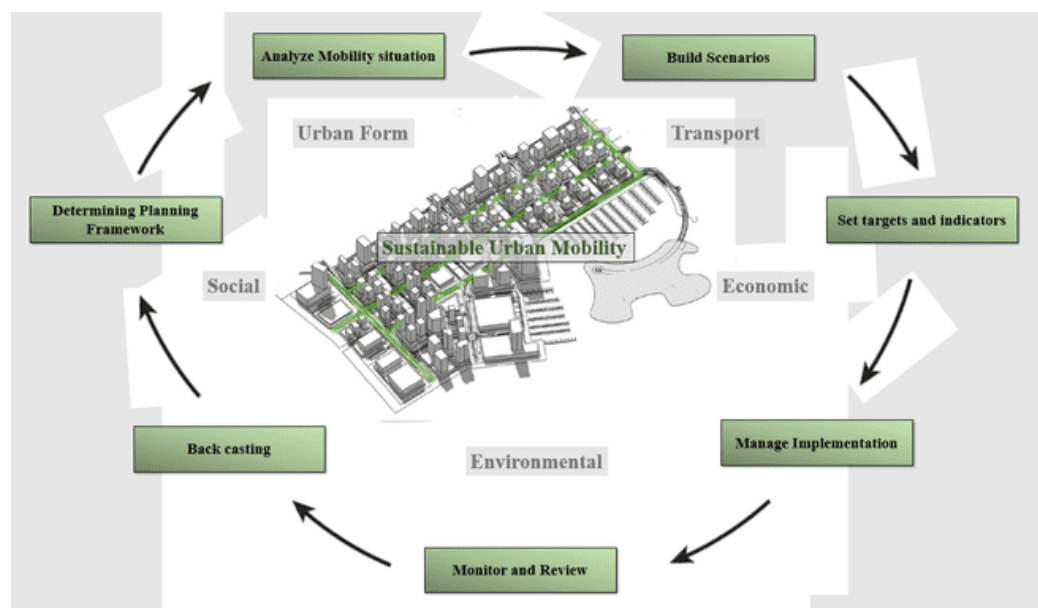 Analyze Mobility situation
Build Scenarios
Urban Form
Transport
Determining Planning
Framework
Set targets and indicators
Sustainable Urban Mobility
Social
Economic
Back casting
Manage Implementation
Environmental
Monitor and Review